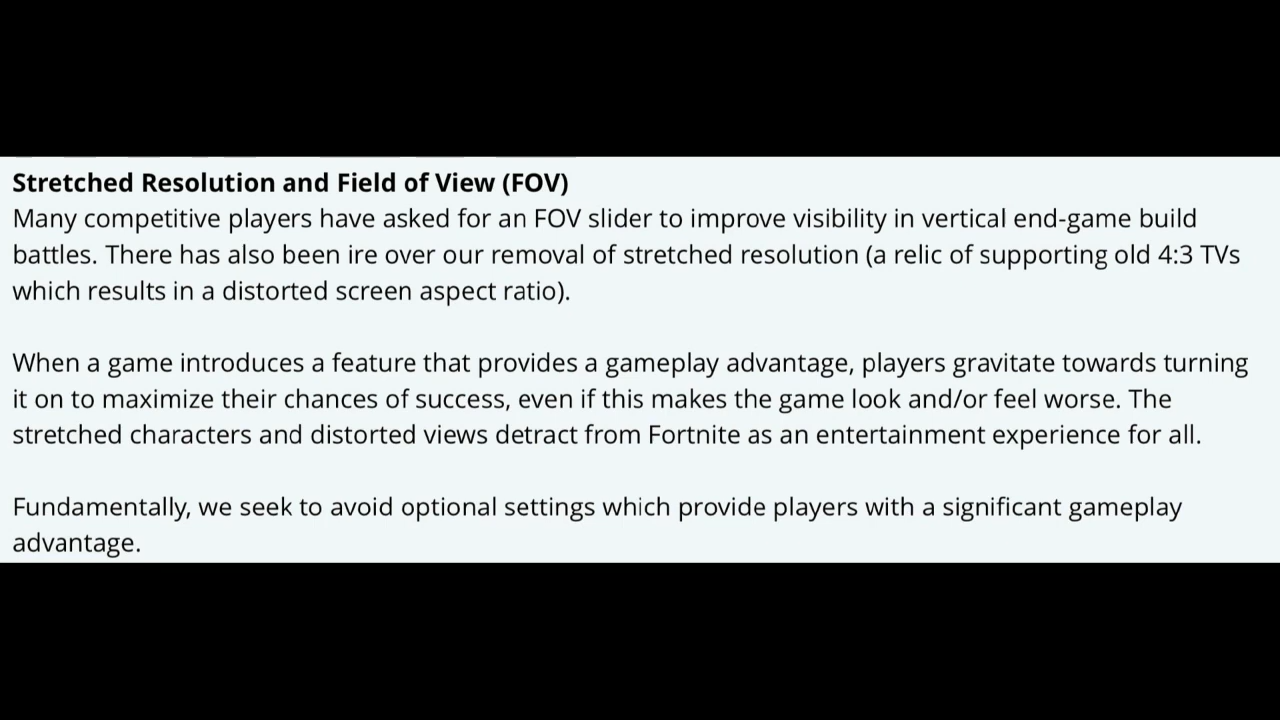 Stretched Resolution and Field of View (FOV)
Many competitive players have asked for an FOV slider to improve visibility in vertical end-game build
battles. There has also been ire over our removal of stretched resolution (a relic of supporting old 4:3 TVs
which results in a distorted screen aspect ratio).
When a game introduces a feature that provides a gameplay advantage, players gravitate towards turning
it on to maximize their chances of success, even if this makes the game look and/or feel worse. The
stretched characters and distorted views detract from Fortnite as an entertainment experience for all.
Fundamentally, we seek to avoid optional settings which provide players with a significant gameplay
advantage.